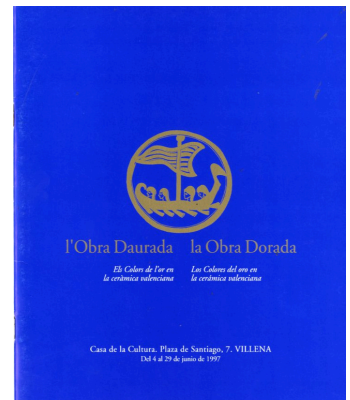 l'Obra Daurada
Els Colors de l'or en
la ceràmica valenciana
la Obra Dorada
Los Colores del oro en
la cerámica valenciana
Casa de la Cultura. Plaza de Santiago, 7. VILLENA
Del 4 al 29 de junio de 1997